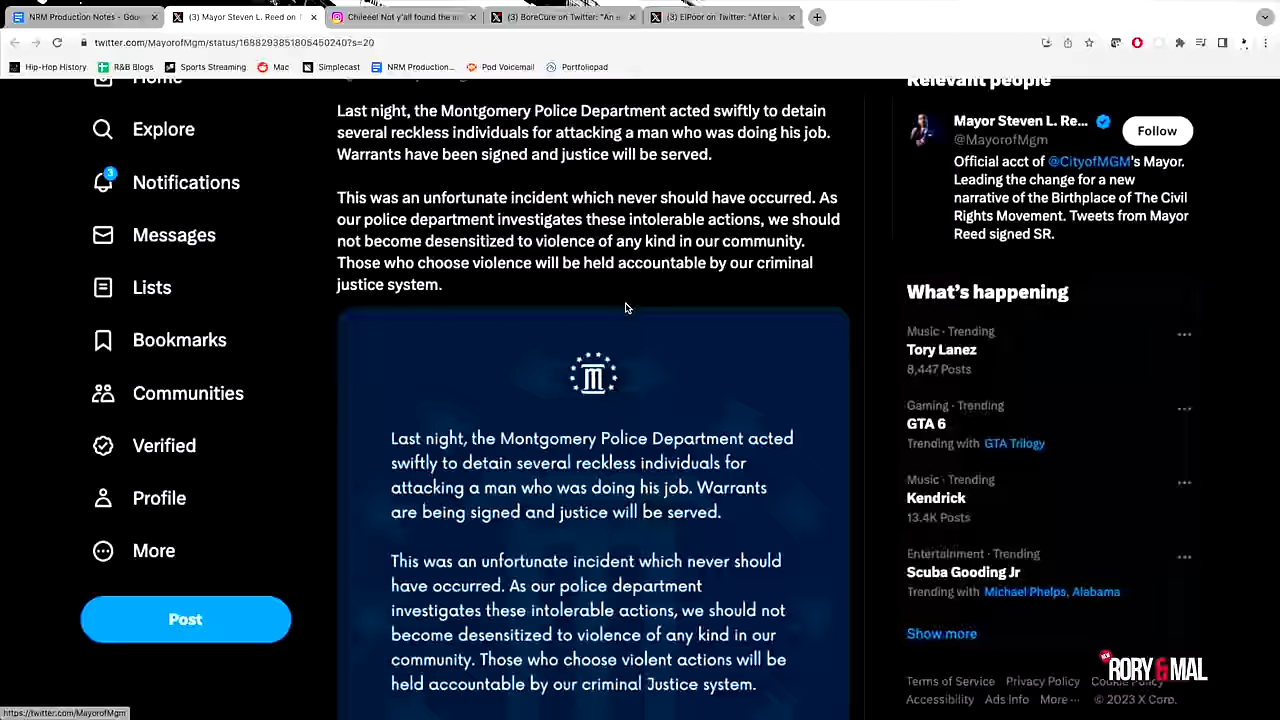 NRM Production Notes - Goo
(3) Mayor Steven L. Reed on
Chileee! Not y'all found the m
(3) BoreCure on Twitter: "An e
(3) ElPoor on Twitter: "After k
twitter.com/MayorofMgm/status/1688293851805450240?s=20
Hip-Hop History
R&B Blogs
Sports Streaming
Mac
Simplecast
NRM Production...
Pod Voicemail
Portfoliopad
Home
Explore
3
Notifications
Messages
Lists
Bookmarks
Communities
Verified
Profile
More
Post
https://twitter.com/MayorofMgm
Last night, the Montgomery Police Department acted swiftly to detain
several reckless individuals for attacking a man who was doing his job.
Warrants have been signed and justice will be served.
This was an unfortunate incident which never should have occurred. As
our police department investigates these intolerable actions, we should
not become desensitized to violence of any kind in our community.
Those who choose violence will be held accountable by our criminal
justice system.
M
Last night, the Montgomery Police Department acted
swiftly to detain several reckless individuals for
attacking a man who was doing his job. Warrants
are being signed and justice will be served.
This was an unfortunate incident which never should
have occurred. As our police department
investigates these intolerable actions, we should not
become desensitized to violence of any kind in our
community. Those who choose violent actions will be
held accountable by our criminal Justice system.
Relevant people
Mayor Steven L. Re...
@MayorofMgm
Follow
Official acct of @CityofMGM's Mayor.
Leading the change for a new
narrative of the Birthplace of The Civil
Rights Movement. Tweets from Mayor
Reed signed SR.
What's happening
Music · Trending
Tory Lanez
8,447 Posts
Gaming · Trending
GTA 6
Trending with GTA Trilogy
Music · Trending
Kendrick
13.4K Posts
Entertainment · Trending
Scuba Gooding Jr
Trending with Michael Phelps, Alabama
Show more
Terms of Service Privacy Policy Cookie Policy
Accessibility Ads Info More ··· © 2023 X Corp.
NEW
RORY & MAL